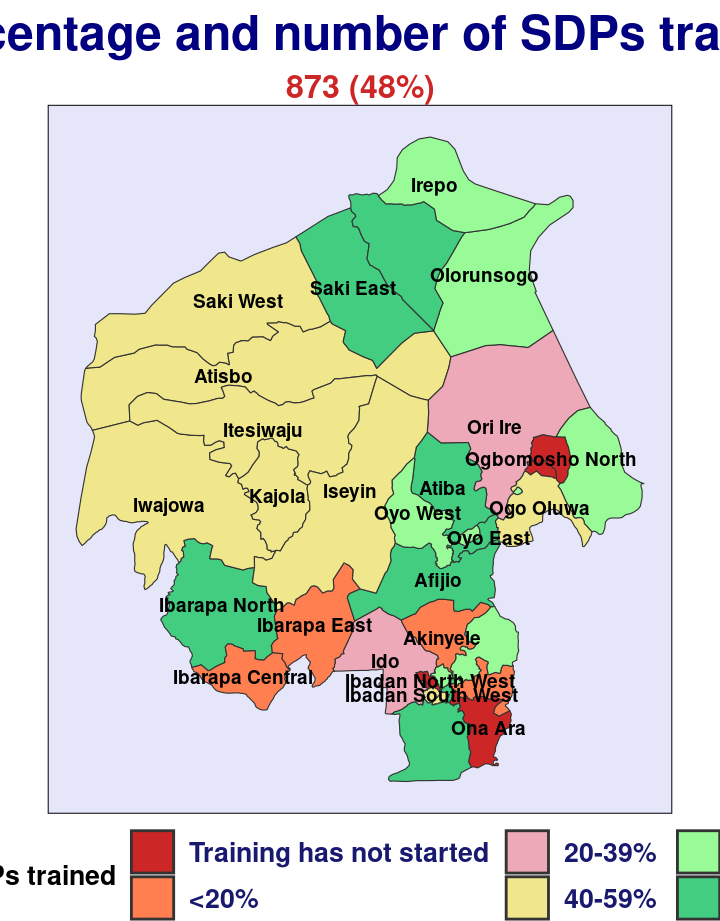 centage and number of SDPs tra
873 (48%)
Irepo
Olorunsogo
Saki East
Saki West
Atisbo
Ori Ire
Itesiwaju
Ogbomosho North
Atiba
Iseyin
Kajola
Iwajowa
Ogo Oluwa
Oyo West
Oyo East
Afijio
Ibarapa North
Ibarapa East
Akinyele
Ido
Ibarapa Central
Ibadan North West
Ibadan South West
Ona Ara
Training has not started
20-39%
Ps trained
<20%
40-59%